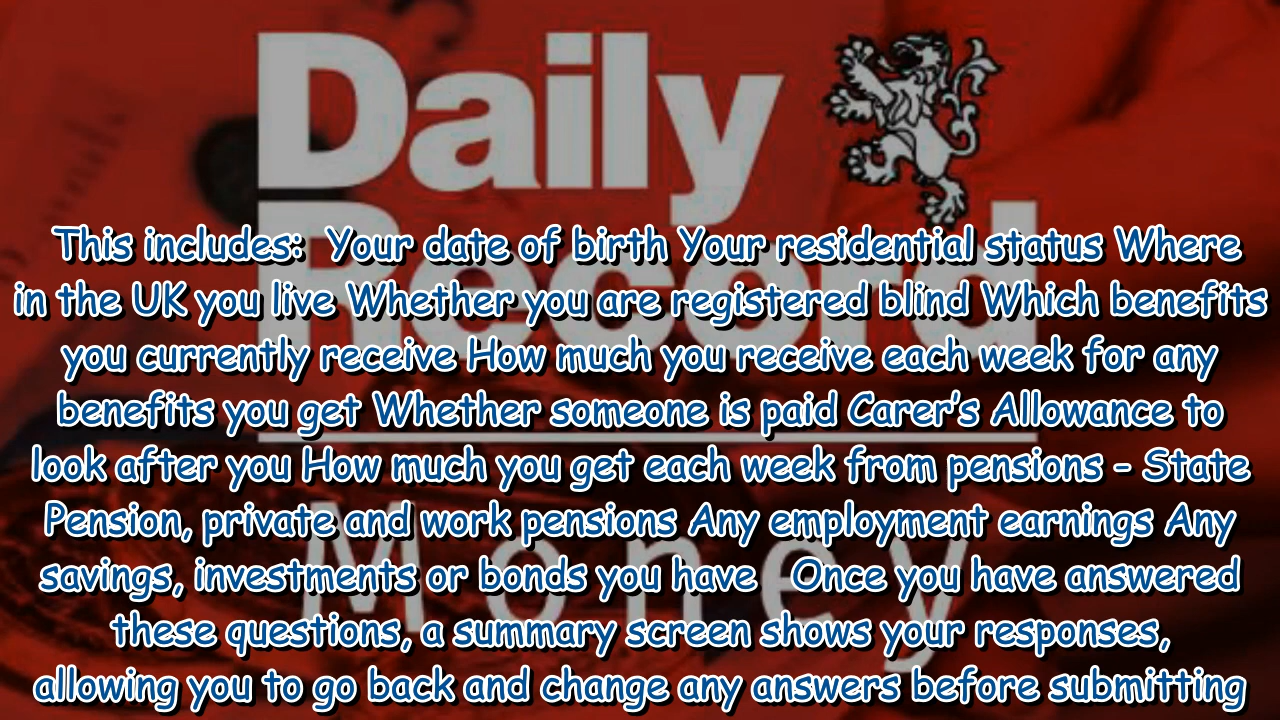 Daily
Record
Money
This includes: Your date of birth Your residential status Where
in the UK you live Whether you are registered blind Which benefits
you currently receive How much you receive each week for any
benefits you get Whether someone is paid Carer's Allowance to
look after you How much you get each week from pensions – State
Pension, private and work pensions Any employment earnings Any
savings, investments or bonds you have Once you have answered
these questions, a summary screen shows your responses,
allowing you to go back and change any answers before submitting